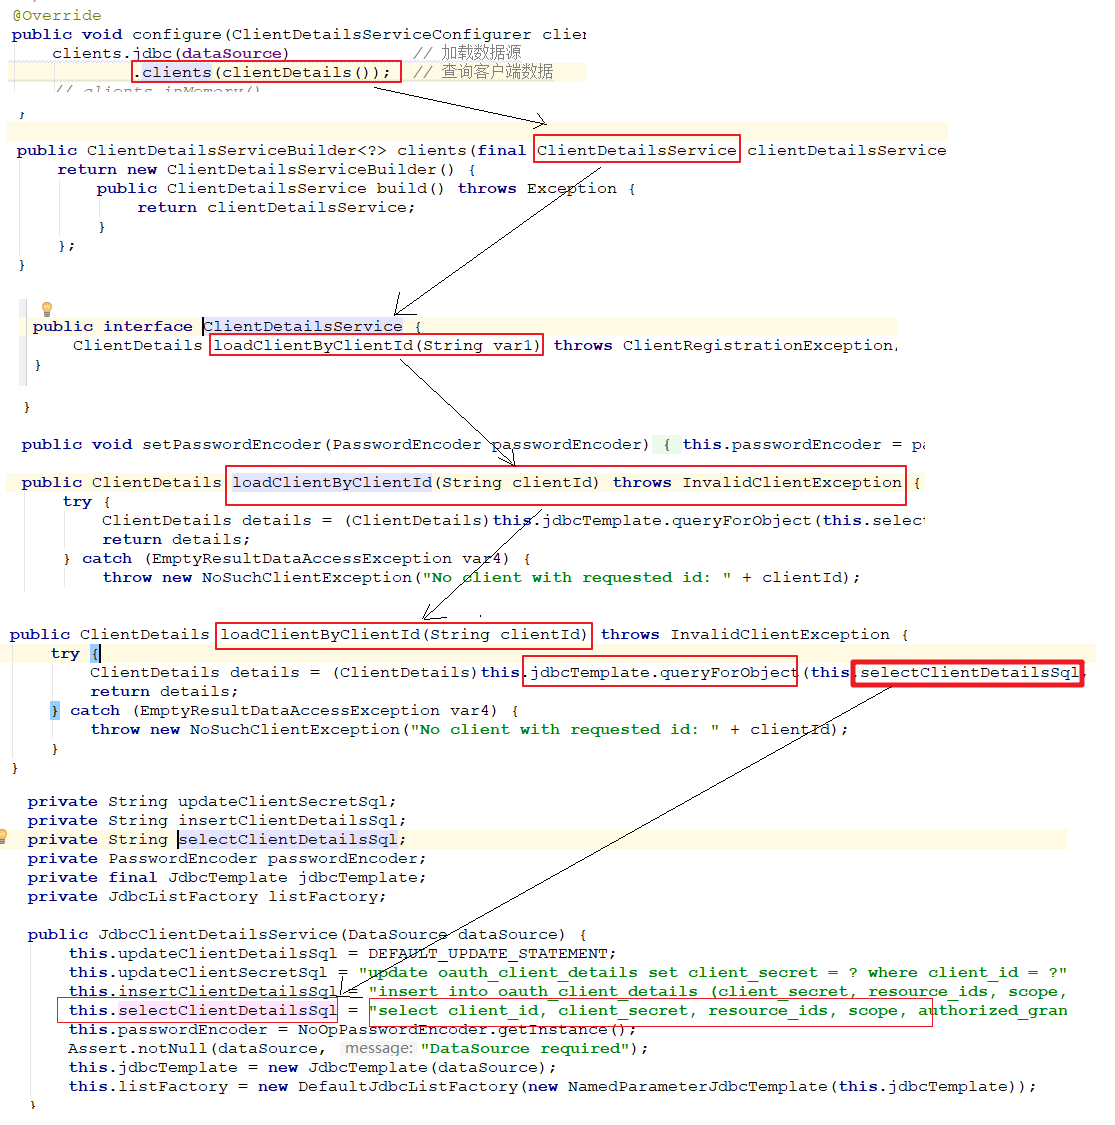 @Override
public void configure(ClientDetailsServiceConfigurer clien
clients.jdbc(dataSource) // 加载数据源
.clients(clientDetails()); // 查询客户端数据
// clients.inMemory()
}
public ClientDetailsServiceBuilder<?> clients(final ClientDetailsService clientDetailsService
return new ClientDetailsServiceBuilder() {
public ClientDetailsService build() throws Exception {
return clientDetailsService;
}
};
}
public interface ClientDetailsService {
ClientDetails loadClientByClientId(String var1) throws ClientRegistrationException,
}
}
public void setPasswordEncoder(PasswordEncoder passwordEncoder) { this.passwordEncoder = pa
public ClientDetails loadClientByClientId(String clientId) throws InvalidClientException {
try {
ClientDetails details = (ClientDetails)this.jdbcTemplate.queryForObject(this.select
return details;
} catch (EmptyResultDataAccessException var4) {
throw new NoSuchClientException("No client with requested id: " + clientId);
public ClientDetails loadClientByClientId(String clientId) throws InvalidClientException {
try {
ClientDetails details = (ClientDetails)this.jdbcTemplate.queryForObject(this.selectClientDetailsSql,
return details;
} catch (EmptyResultDataAccessException var4) {
throw new NoSuchClientException("No client with requested id: " + clientId);
}
}
private String updateClientSecretSql;
private String insertClientDetailsSql;
private String selectClientDetailsSql;
private PasswordEncoder passwordEncoder;
private final JdbcTemplate jdbcTemplate;
private JdbcListFactory listFactory;
public JdbcClientDetailsService(DataSource dataSource) {
this.updateClientDetailsSql = DEFAULT_UPDATE_STATEMENT;
this.updateClientSecretSql = "update oauth_client_details set client_secret = ? where client_id = ?"
this.insertClientDetailsSql = "insert into oauth_client_details (client_secret, resource_ids, scope,
this.selectClientDetailsSql = "select client_id, client_secret, resource_ids, scope, authorized_gran
this.passwordEncoder = NoOpPasswordEncoder.getInstance();
Assert.notNull(dataSource, message: "DataSource required");
this.jdbcTemplate = new JdbcTemplate(dataSource);
this.listFactory = new DefaultJdbcListFactory(new NamedParameterJdbcTemplate(this.jdbcTemplate));
}